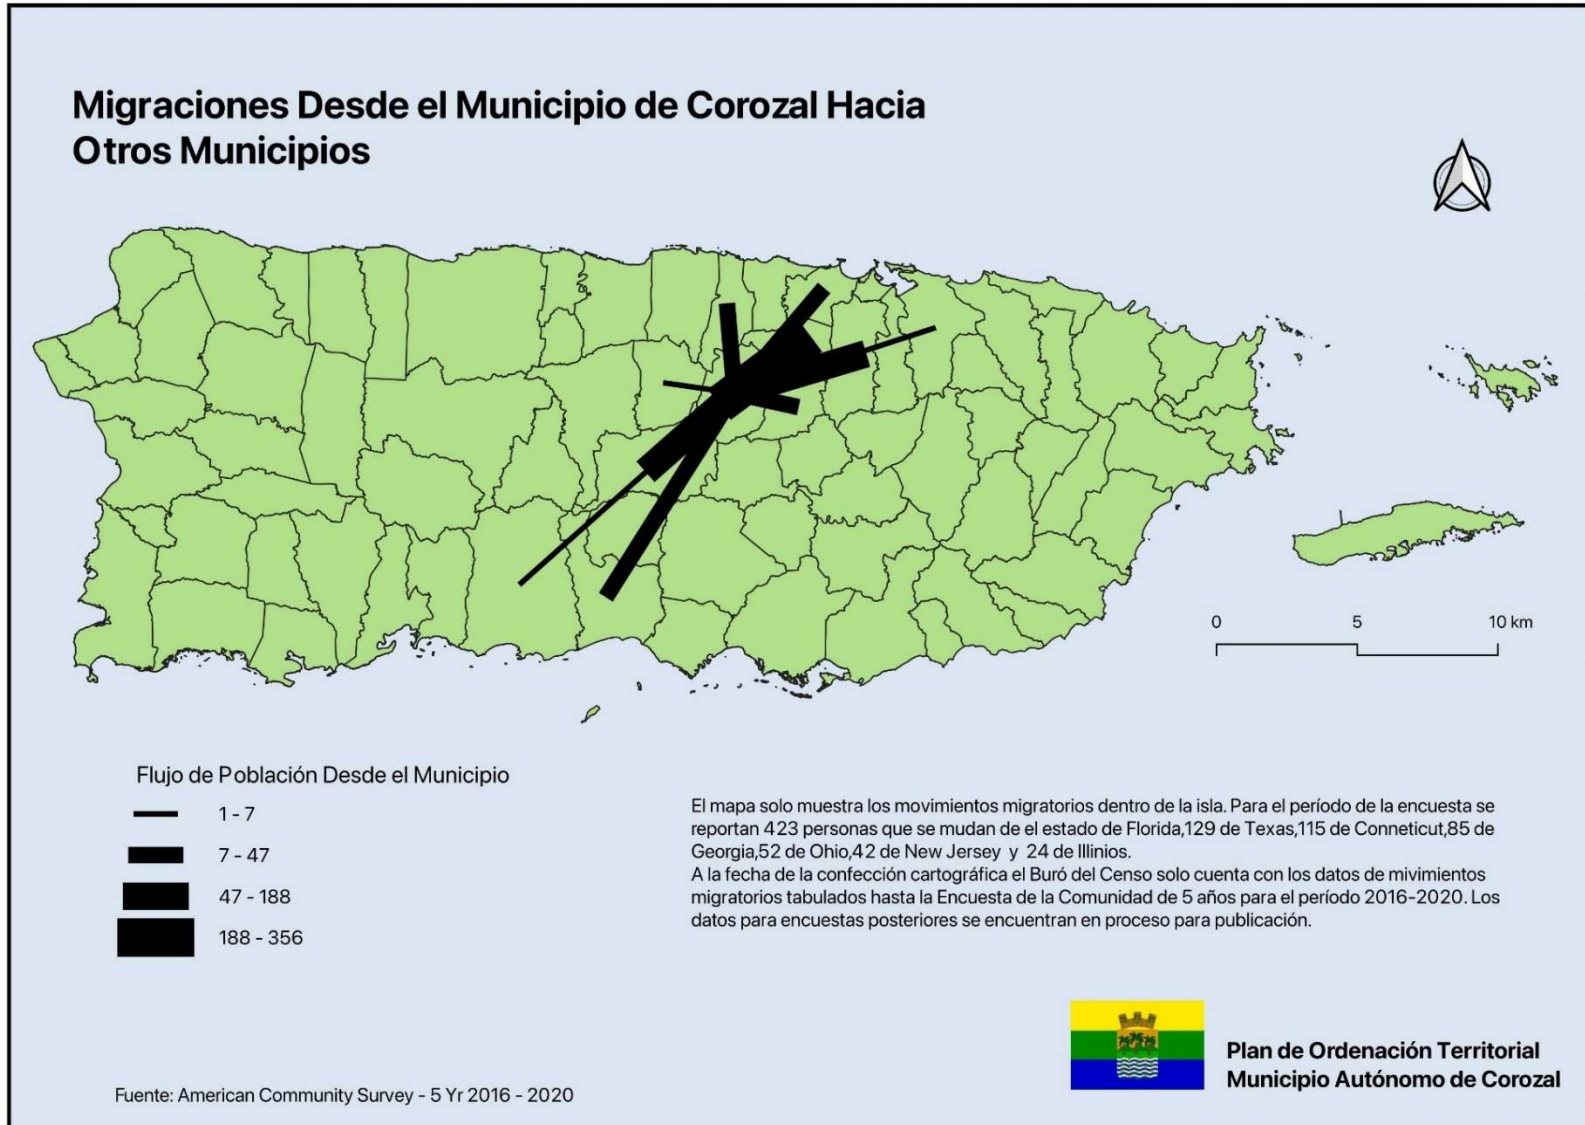 Migraciones Desde el Municipio de Corozal Hacia
Otros Municipios
0 5 10 km
Flujo de Población Desde el Municipio
1 - 7
7 - 47
47 - 188
188 - 356
El mapa solo muestra los movimientos migratorios dentro de la isla. Para el período de la encuesta se
reportan 423 personas que se mudan de el estado de Florida,129 de Texas,115 de Conneticut,85 de
Georgia,52 de Ohio,42 de New Jersey y 24 de Illinios.
A la fecha de la confección cartográfica el Buró del Censo solo cuenta con los datos de mivimientos
migratorios tabulados hasta la Encuesta de la Comunidad de 5 años para el período 2016-2020. Los
datos para encuestas posteriores se encuentran en proceso para publicación.
Plan de Ordenación Territorial
Municipio Autónomo de Corozal
Fuente: American Community Survey - 5 Yr 2016 - 2020